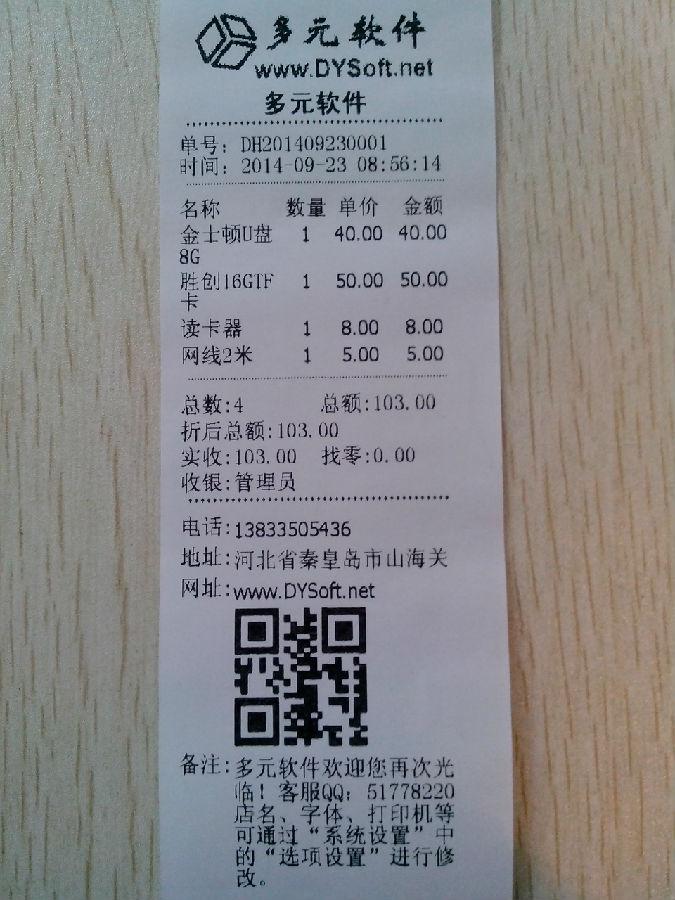 多元软件
www.DYSoft.net
多元软件
单号: DH201409230001
时间: 2014-09-23 08:56:14
名称 数量 单价 金额
金士顿U盘 1 40.00 40.00
8G
胜创16GTF 1 50.00 50.00
卡
读卡器 1 8.00 8.00
网线2米 1 5.00 5.00
总数:4 总额:103.00
折后总额:103.00
实收:103.00 找零:0.00
收银:管理员
电话:13833505436
地址:河北省秦皇岛市山海关
网址:www.DYSoft.net
备注:多元软件欢迎您再次光
临！客服QQ：51778220
店名、字体、打印机等
可通过“系统设置”中
的“选项设置”进行修
改。